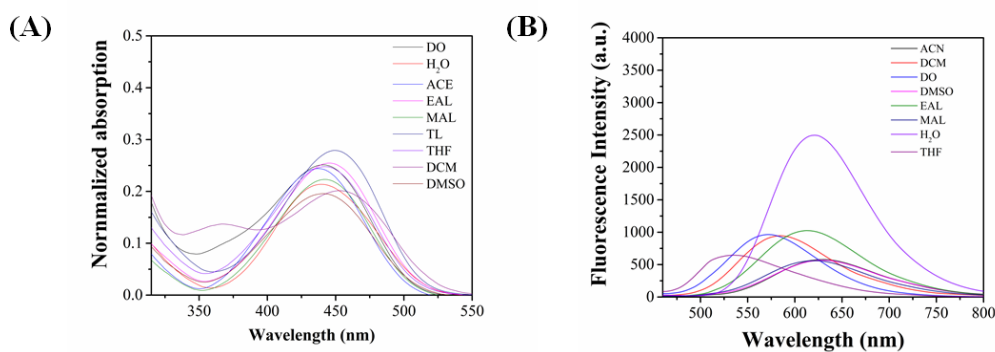 (A)
Normalized absorption
0.5
0.4
0.3
0.2
0.1
0.0
350
400
450
500
550
Wavelength (nm)
DO
H₂O
ACE
EAL
MAL
TL
THF
DCM
DMSO
(B)
Fluorescence Intensity (a.u.)
4000
3500
3000
2500
2000
1500
1000
500
0
500
550
600
650
700
750
800
Wavelength (nm)
ACN
DCM
DO
DMSO
EAL
MAL
H₂O
THF